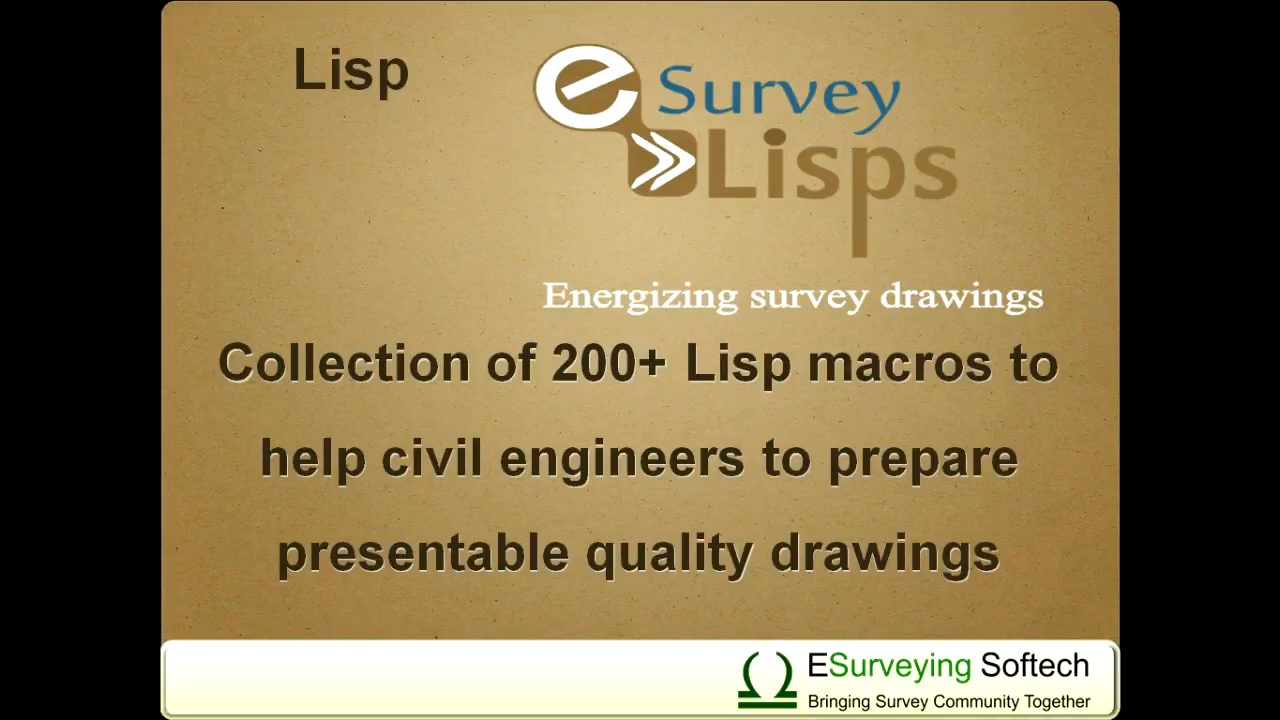 Lisp
e Survey
Lisps
Energizing survey drawings
Collection of 200+ Lisp macros to
help civil engineers to prepare
presentable quality drawings
ESurveying Softech
Bringing Survey Community Together